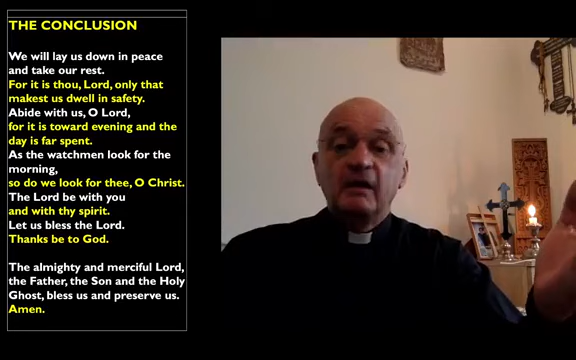 THE CONCLUSION
We will lay us down in peace
and take our rest.
For it is thou, Lord, only that
makest us dwell in safety.
Abide with us, O Lord,
for it is toward evening and the
day is far spent.
As the watchmen look for the
morning,
so do we look for thee, O Christ.
The Lord be with you
and with thy spirit.
Let us bless the Lord.
Thanks be to God.
The almighty and merciful Lord,
the Father, the Son and the Holy
Ghost, bless us and preserve us.
Amen.